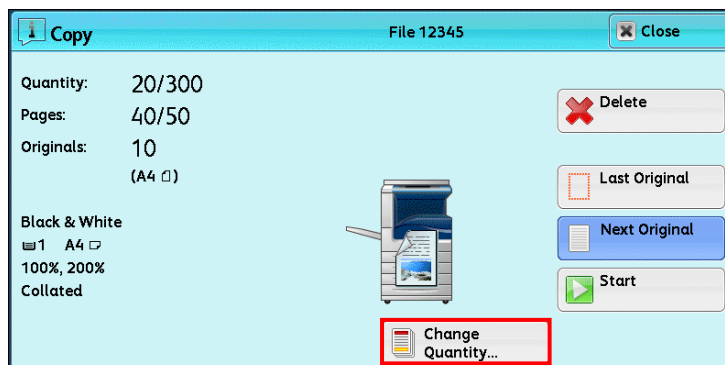 Copy File 12345 Close
Quantity: 20/300
Pages: 40/50
Originals: 10
(A4)
Black & White
1 A4
100%, 200%
Collated
Delete
Last Original
Next Original
Start
Change
Quantity...